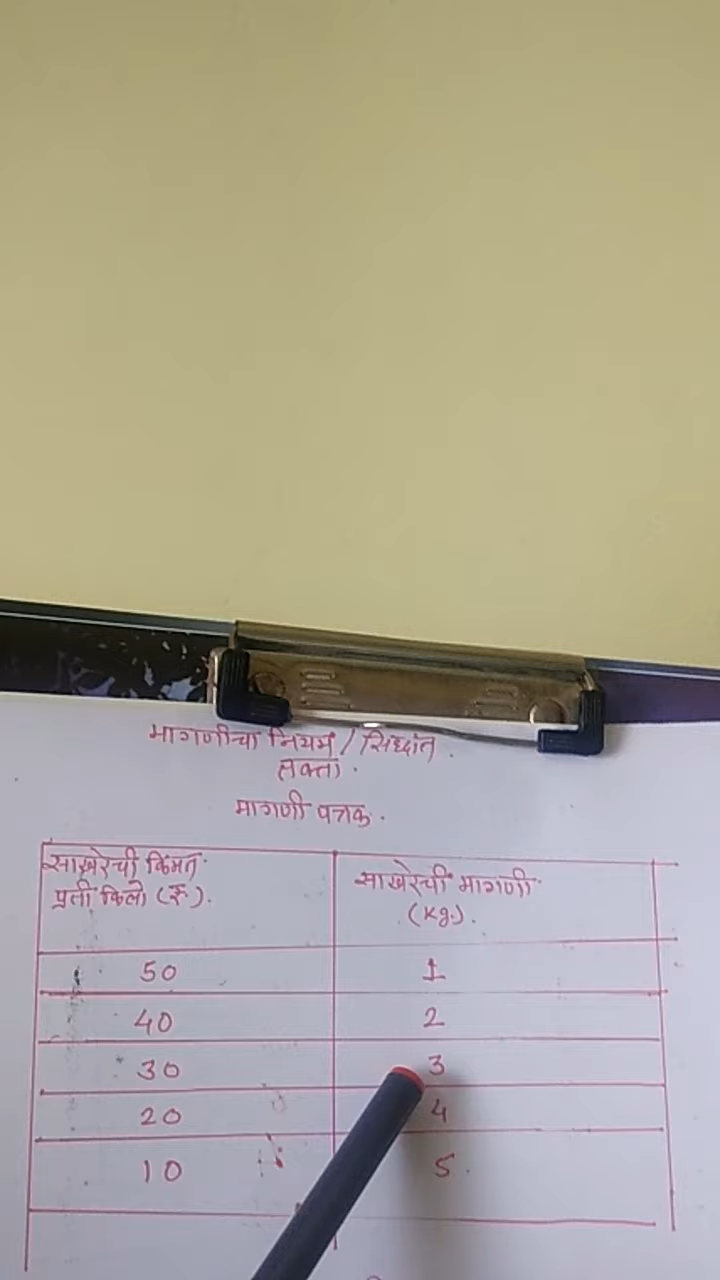 मागणीचा नियम / सिध्दांत.
तक्ता.
मागणी पत्रक.
साखरेची किंमत
प्रती किलो (₹).
साखरेची मागणी
(kg.).
50 1
40 2
30 3
20 4
10 5.